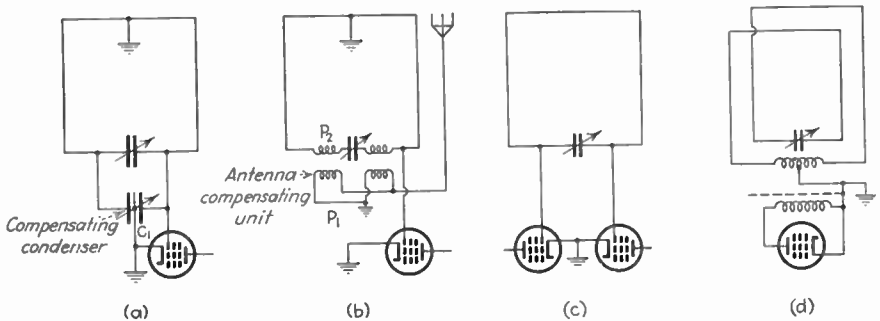 P₂
Antenna
compensating
unit
P₁
Compensating
condenser
C₁
(a)
(b)
(c)
(d)